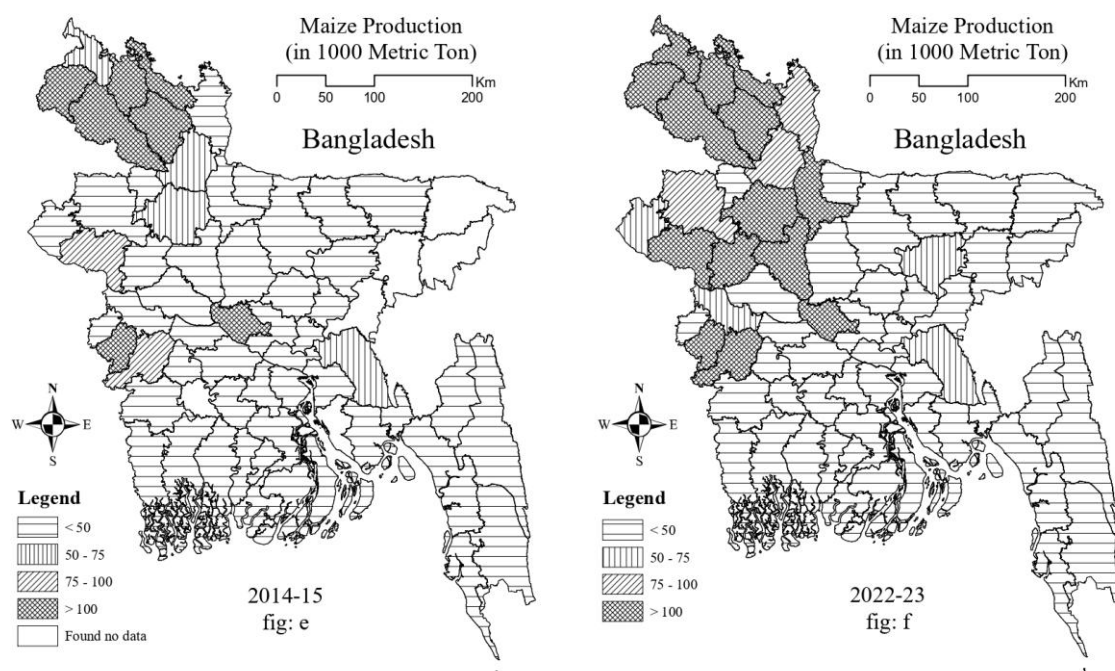 Maize Production
(in 1000 Metric Ton)
Km
0 50 100 200
Bangladesh
N
W E
S
Legend
< 50
50 - 75
75 - 100
> 100
Found no data
2014-15
fig: e
Maize Production
(in 1000 Metric Ton)
Km
0 50 100 200
Bangladesh
N
W E
S
Legend
< 50
50 - 75
75 - 100
> 100
2022-23
fig: f